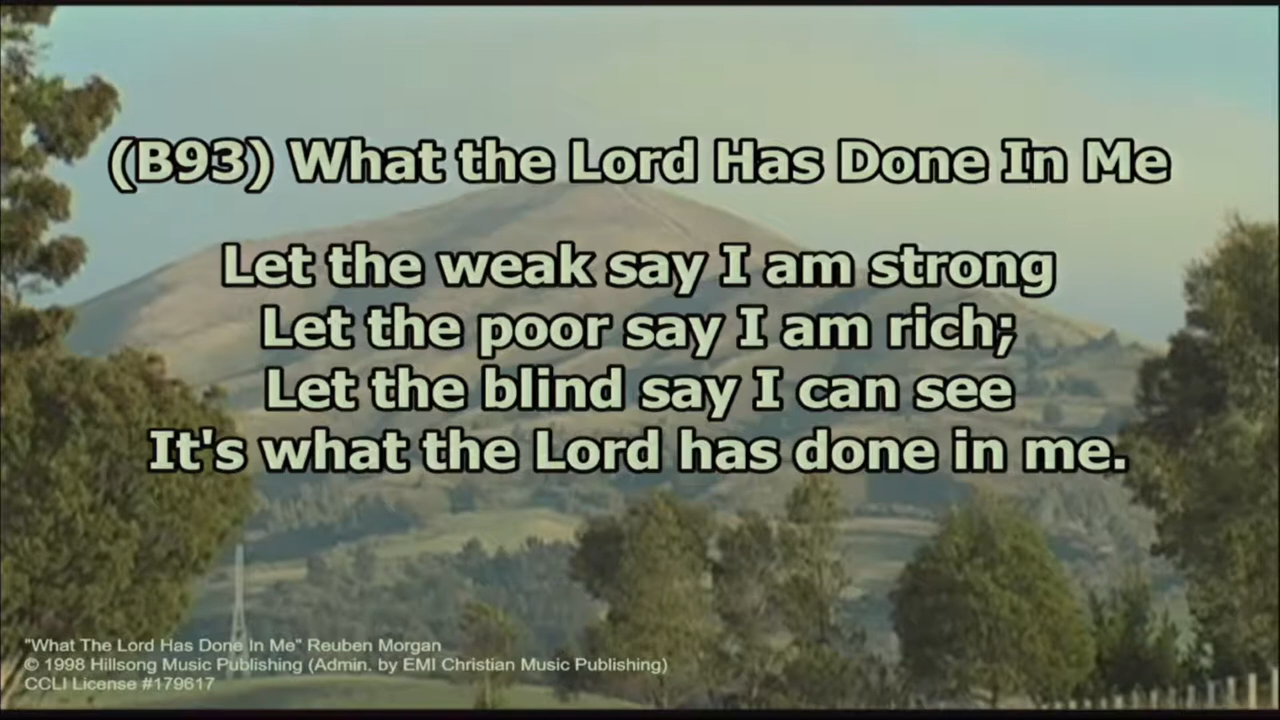 (B93) What the Lord Has Done In Me
Let the weak say I am strong
Let the poor say I am rich;
Let the blind say I can see
It's what the Lord has done in me.
"What The Lord Has Done In Me" Reuben Morgan
© 1998 Hillsong Music Publishing (Admin. by EMI Christian Music Publishing)
CCLI License #179617